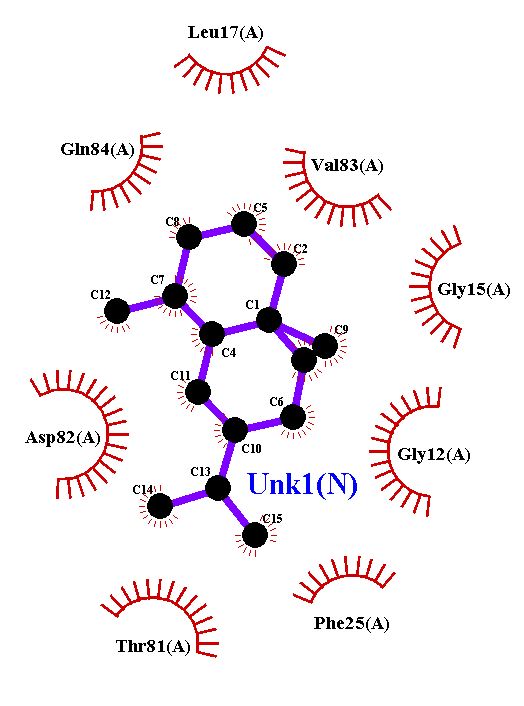 Leu17(A)
Gln84(A)
Val83(A)
C5
C8
C2
Gly15(A)
C7
C12
C1
C9
C4
C11
C6
Asp82(A)
C10
Gly12(A)
C13
Unk1(N)
C14
C15
Phe25(A)
Thr81(A)